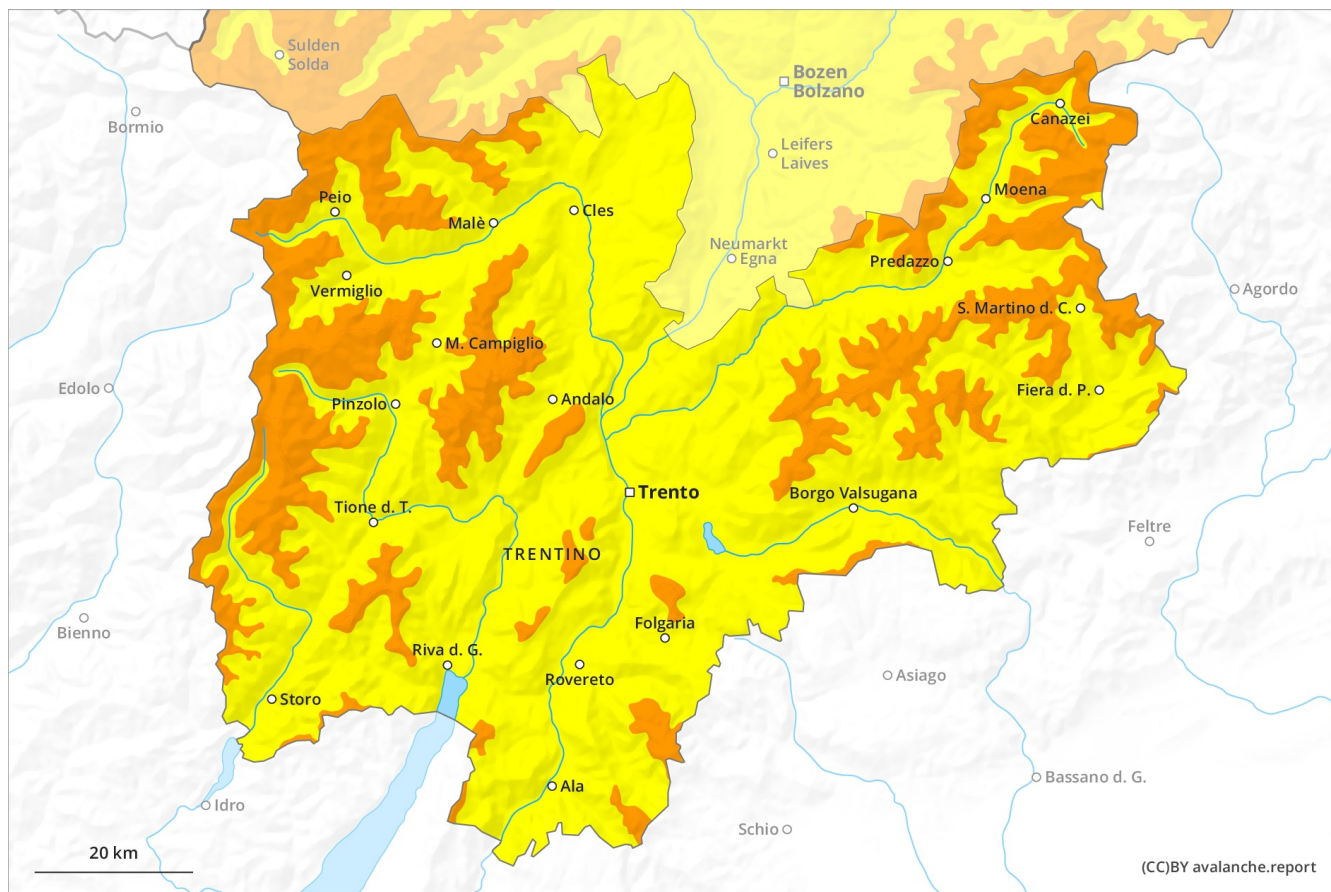 Sulden
Solda
Bozen
Bolzano
Bormio
Canazei
Leifers
Laives
Moena
Peio
Cles
Malè
Neumarkt
Egna
Predazzo
Vermiglio
Agordo
S. Martino d. C.
M. Campiglio
Edolo
Fiera d. P.
Pinzolo
Andalo
Trento
Borgo Valsugana
Tione d. T.
Feltre
TRENTINO
Bienno
Folgaria
Riva d. G.
Rovereto
Asiago
Storo
Bassano d. G.
Ala
Idro
Schio
20 km
(CC)BY avalanche.report